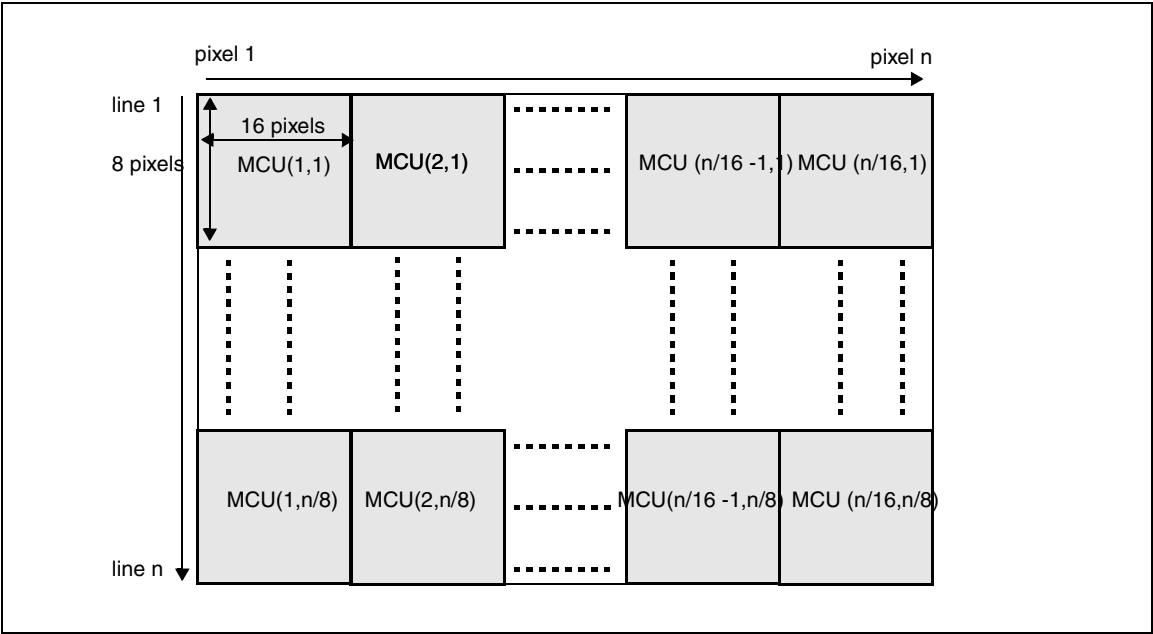 pixel 1
pixel n
line 1
16 pixels
8 pixels
MCU(1,1)
MCU(2,1)
MCU (n/16 -1,1)
MCU (n/16,1)
MCU(1,n/8)
MCU(2,n/8)
MCU(n/16 -1,n/8)
MCU (n/16,n/8)
line n